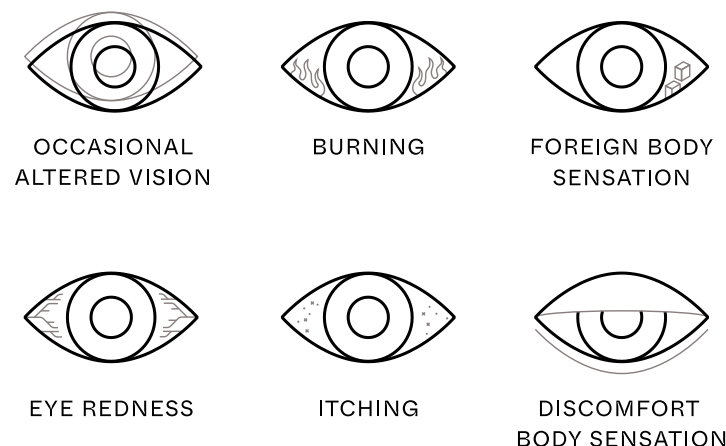 OCCASIONAL
ALTERED VISION
BURNING
FOREIGN BODY
SENSATION
EYE REDNESS
ITCHING
DISCOMFORT
BODY SENSATION